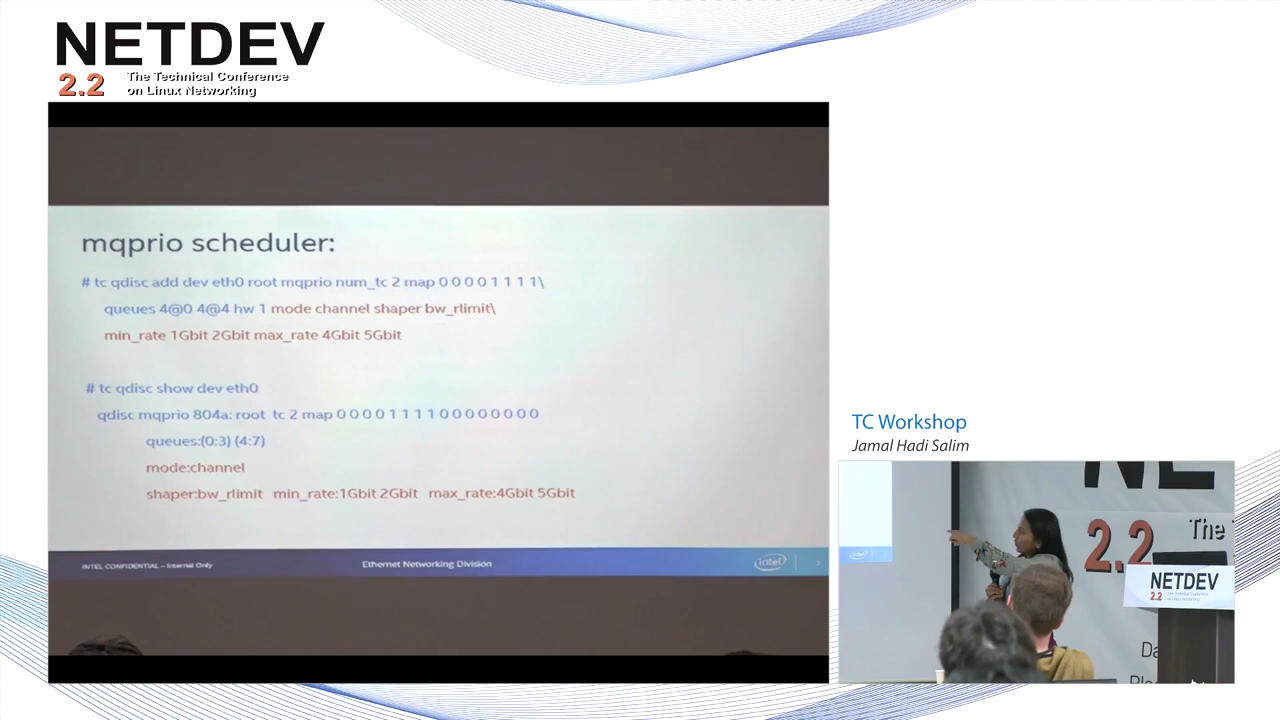 NETDEV
2.2
The Technical Conference
on Linux Networking
mqprio scheduler:
# tc qdisc add dev eth0 root mqprio num_tc 2 map 0 0 0 0 1 1 1 1\
queues 4@0 4@4 hw 1 mode channel shaper bw_rlimit\
min_rate 1Gbit 2Gbit max_rate 4Gbit 5Gbit
# tc qdisc show dev eth0
qdisc mqprio 804a: root tc 2 map 0 0 0 0 1 1 1 1 0 0 0 0 0 0 0 0
queues:(0:3) (4:7)
mode:channel
shaper:bw_rlimit min_rate:1Gbit 2Gbit max_rate:4Gbit 5Gbit
INTEL CONFIDENTIAL – Internal Only
Ethernet Networking Division
intel
TC Workshop
Jamal Hadi Salim
NE
2.2
The
NETDEV
2.2
intel
Da